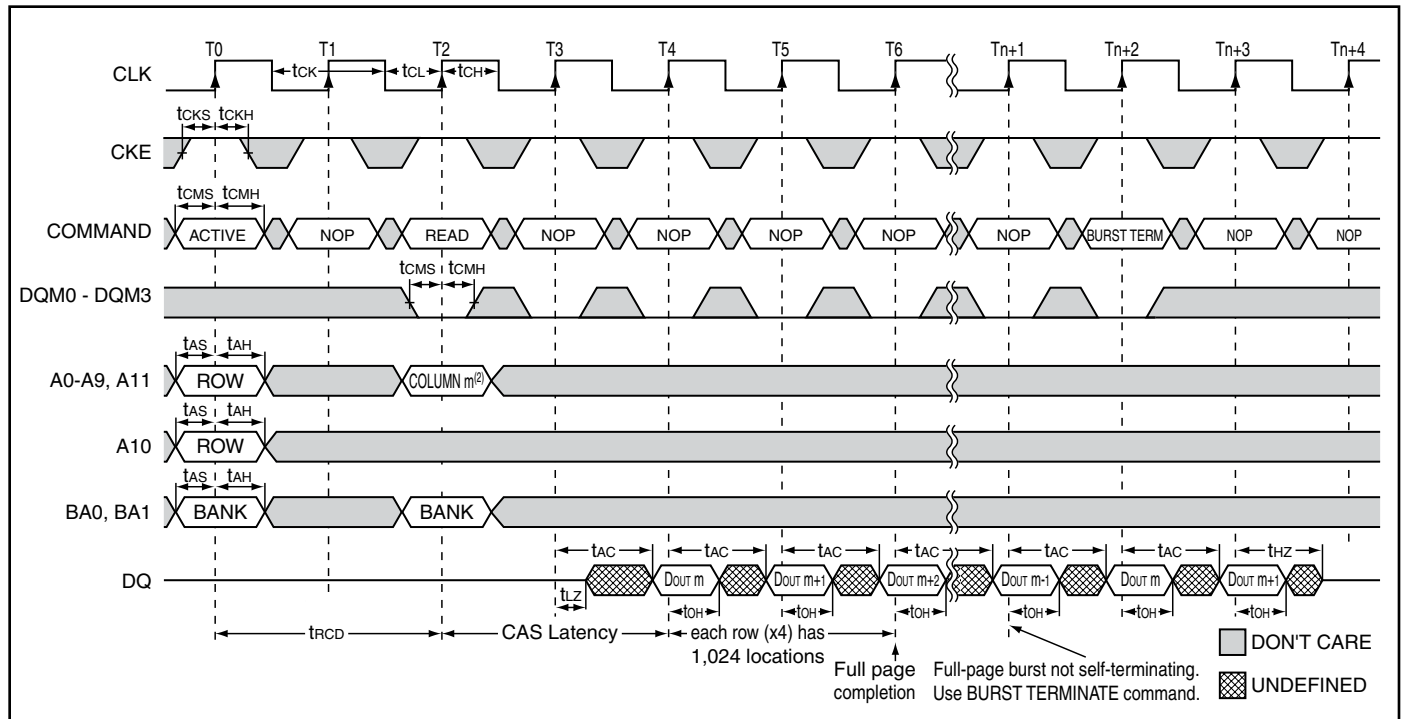 T0 T1 T2 T3 T4 T5 T6 Tn+1 Tn+2 Tn+3 Tn+4
CLK tCK tCL tCH
tCKS tCKH
CKE
tCMS tCMH
COMMAND ACTIVE NOP READ NOP NOP NOP NOP NOP BURST TERM NOP NOP
tCMS tCMH
DQM0 - DQM3
tAS tAH
A0-A9, A11 ROW COLUMN m(2)
tAS tAH
A10 ROW
tAS tAH
BA0, BA1 BANK BANK
tAC tAC tAC tAC tAC tAC tHZ
DQ DOUT m DOUT m+1 DOUT m+2 DOUT m-1 DOUT m DOUT m+1
tLZ tOH tOH tOH tOH tOH tOH
tRCD CAS Latency each row (x4) has
1,024 locations
Full page
completion
Full-page burst not self-terminating.
Use BURST TERMINATE command.
DON'T CARE
UNDEFINED